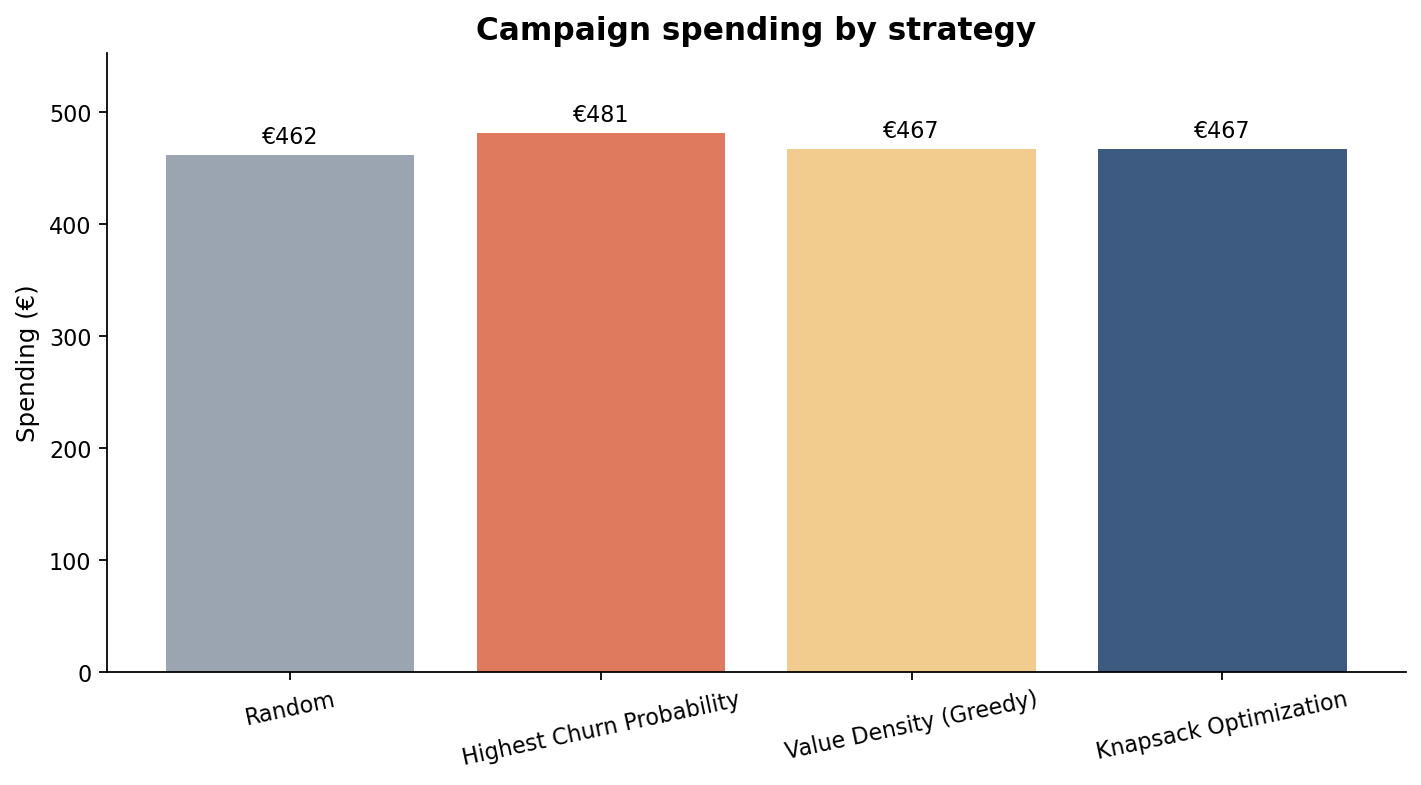 Campaign spending by strategy
Spending (€)
500
400
300
200
100
0
€462
€481
€467
€467
Random
Highest Churn Probability
Value Density (Greedy)
Knapsack Optimization